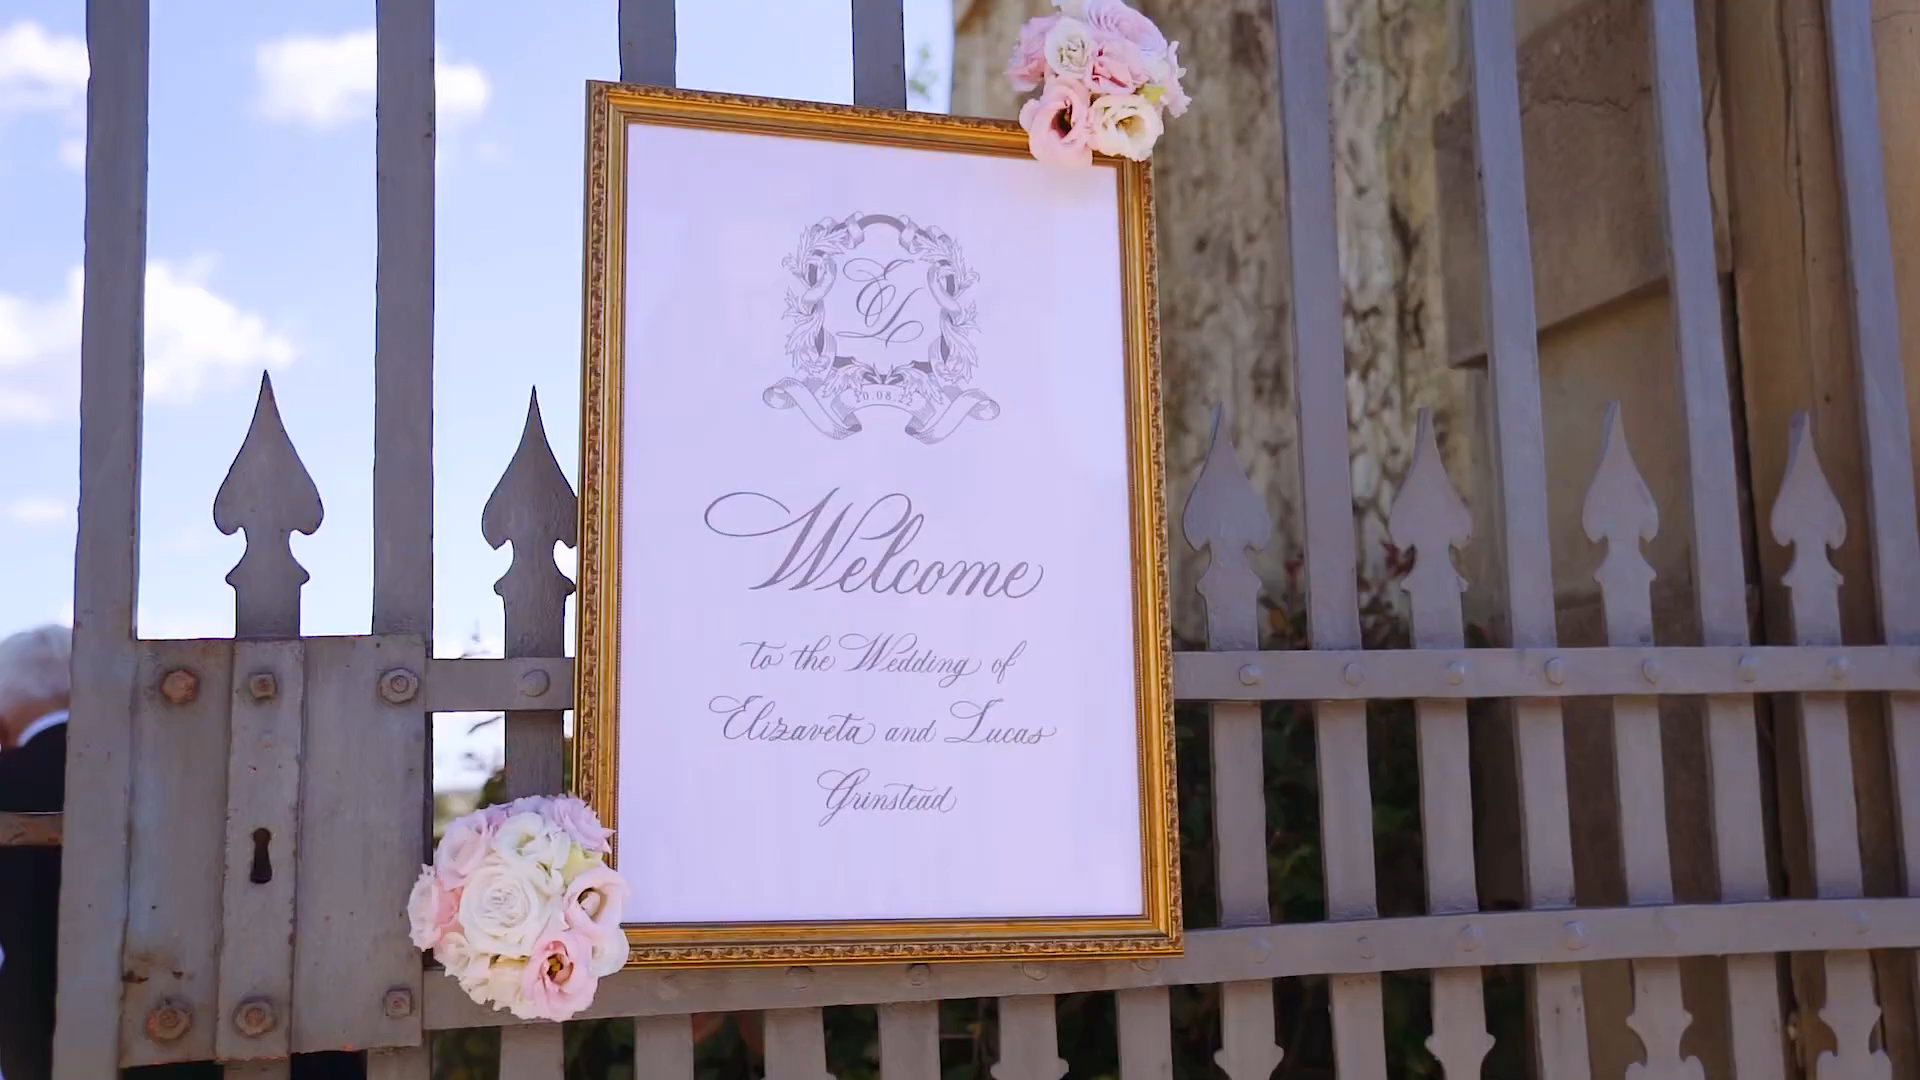 EL
20.08.22
Welcome
to the Wedding of
Elizaveta and Lucas
Grinstead